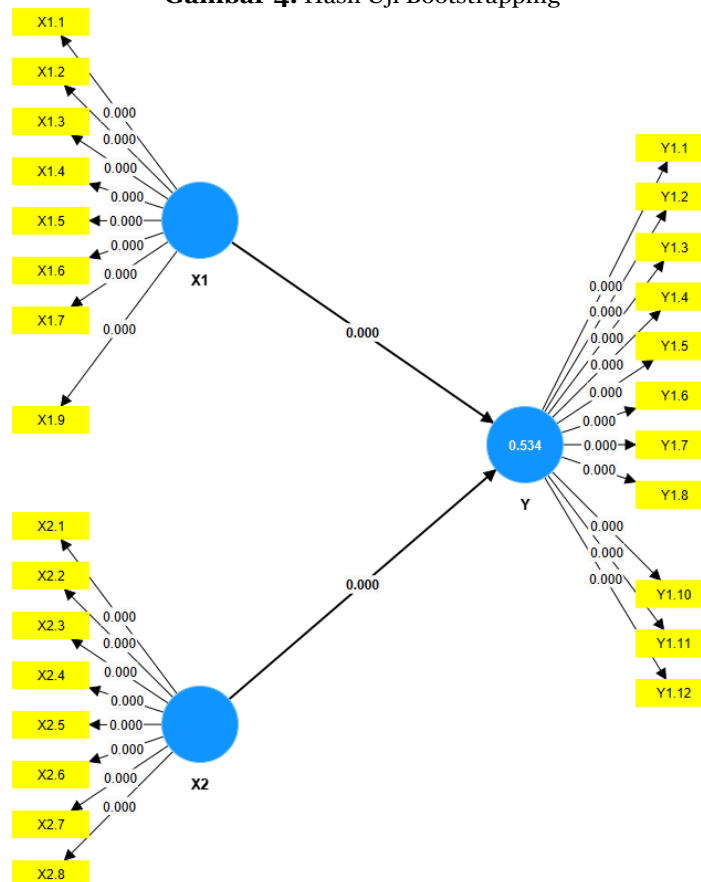 Gambar 4. Hasil Uji Bootstrapping
X1.1
X1.2
X1.3
X1.4
X1.5
X1.6
X1.7
X1.9
0.000
0.000
0.000
0.000
0.000
0.000
0.000
0.000
X1
0.000
X2.1
X2.2
X2.3
X2.4
X2.5
X2.6
X2.7
X2.8
0.000
0.000
0.000
0.000
0.000
0.000
0.000
0.000
X2
0.000
0.534
Y
0.000
0.000
0.000
0.000
0.000
0.000
0.000
0.000
0.000
0.000
0.000
Y1.1
Y1.2
Y1.3
Y1.4
Y1.5
Y1.6
Y1.7
Y1.8
Y1.10
Y1.11
Y1.12